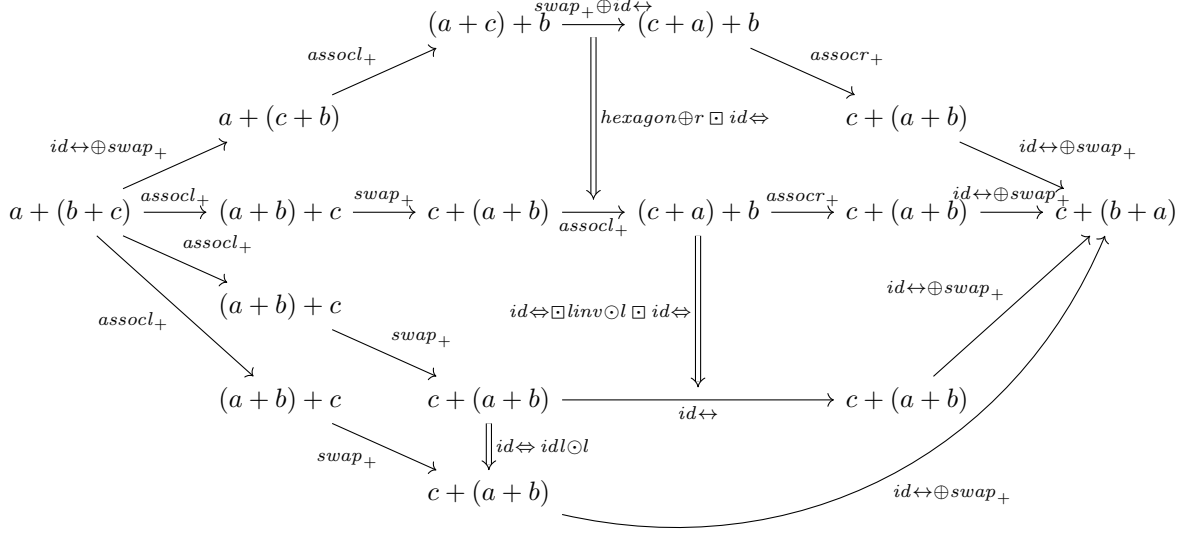 (a + c) + b swap₊⊕id↔ (c + a) + b
assocl₊ assocr₊
a + (c + b) hexagon⊕r ⊡ id⇔ c + (a + b)
id↔⊕swap₊ id↔⊕swap₊
a + (b + c) assocl₊ (a + b) + c swap₊ c + (a + b) assocl₊ (c + a) + b assocr₊ c + (a + b) id↔⊕swap₊ c + (b + a)
assocl₊
(a + b) + c id⇔⊡linv⊙l ⊡ id⇔ id↔⊕swap₊
assocl₊ swap₊
(a + b) + c c + (a + b) id↔ c + (a + b)
swap₊ id⇔ idl⊙l
c + (a + b) id↔⊕swap₊